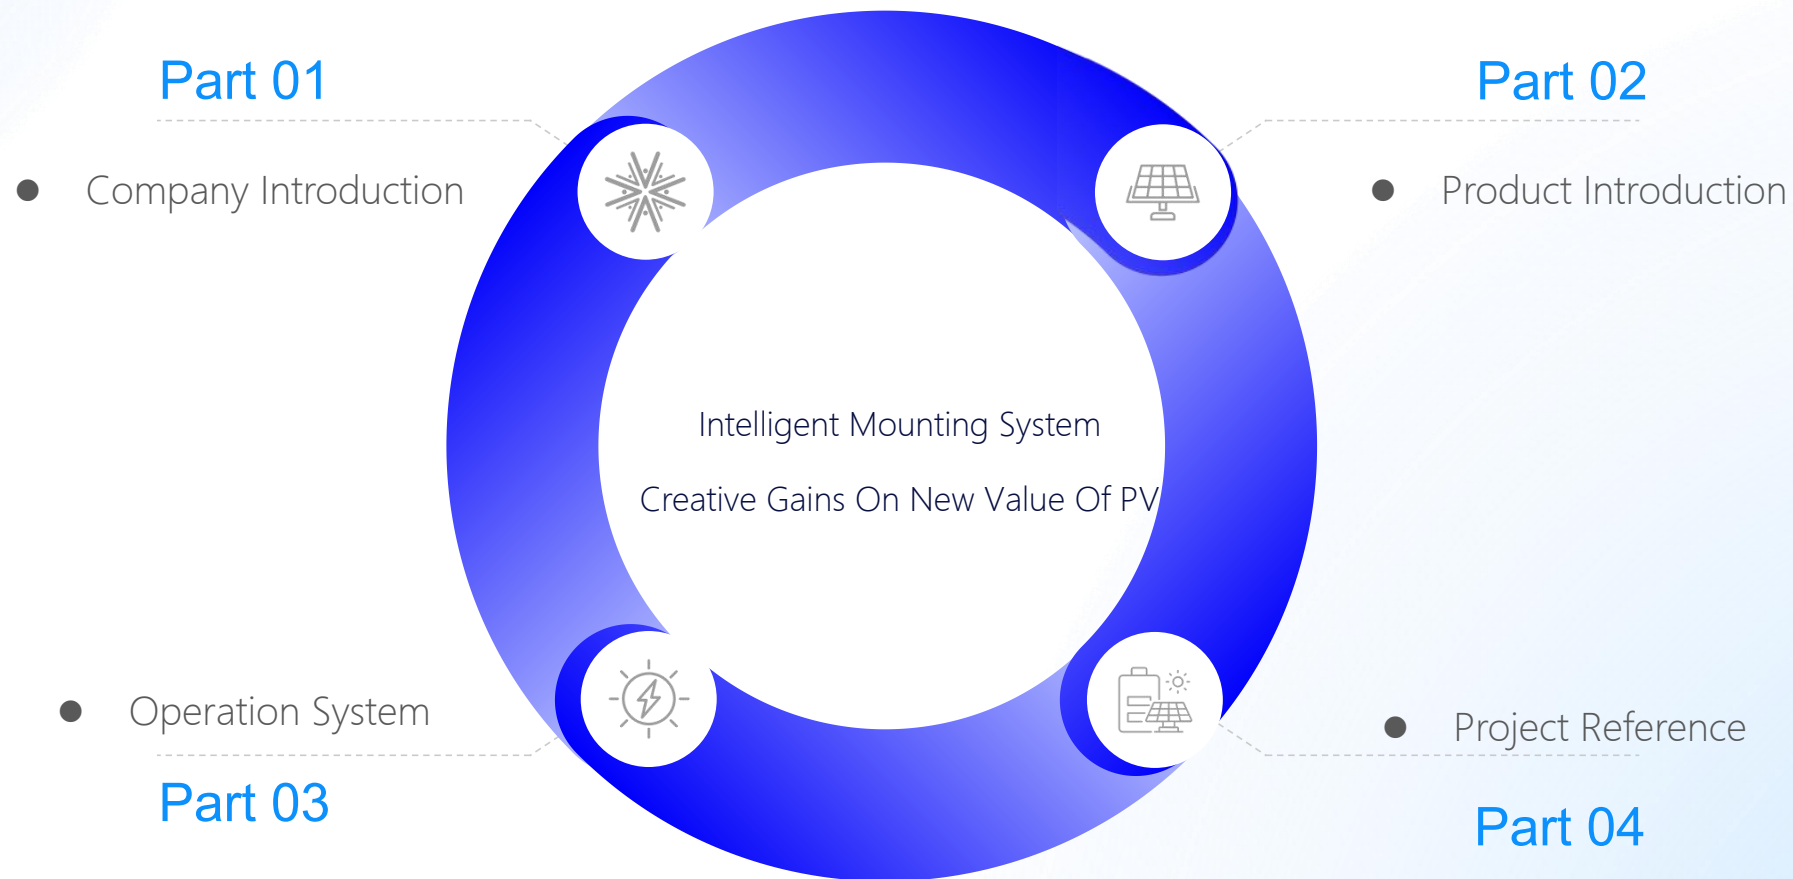 Part 01
● Company Introduction
Part 02
● Product Introduction
Intelligent Mounting System
Creative Gains On New Value Of PV
● Operation System
Part 03
● Project Reference
Part 04